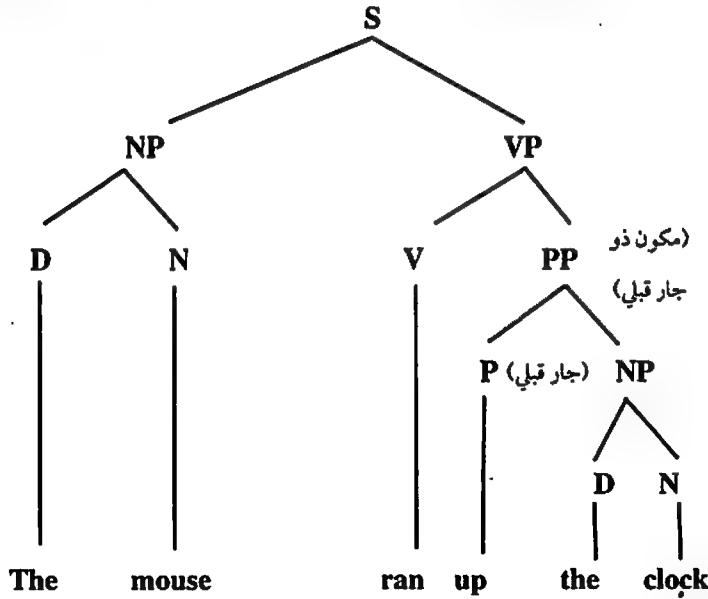 S
NP VP
D N V PP (مكون ذو
جار قبلي)
P (جار قبلي) NP
D N
The mouse ran up the clock